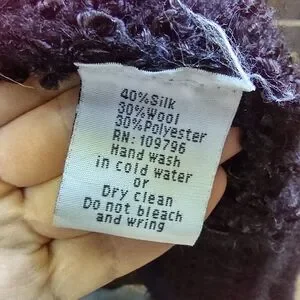 40%Silk
30%Wool
30%Polyester
RN: 109796
Hand wash
in cold water
or
Dry clean
Do not bleach
and wring